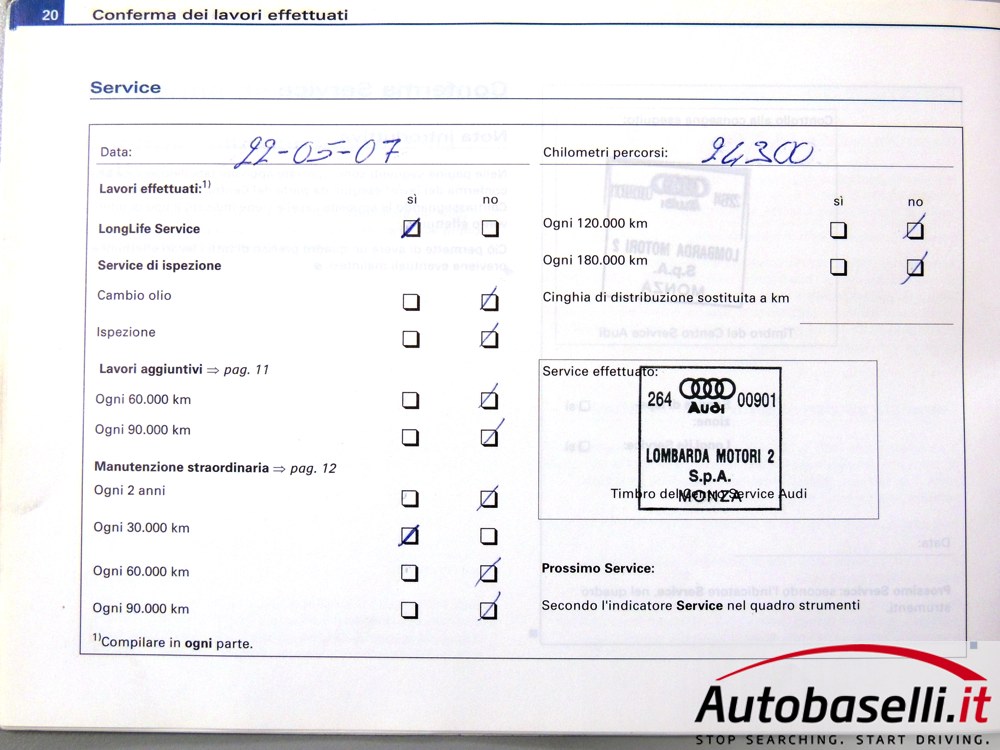 20 Conferma dei lavori effettuati
Service
Data: 22-05-07
Chilometri percorsi: 24300
Lavori effettuati:1)
sì no
LongLife Service
Service di ispezione
Cambio olio
Ispezione
Lavori aggiuntivi ⇒ pag. 11
Ogni 60.000 km
Ogni 90.000 km
Manutenzione straordinaria ⇒ pag. 12
Ogni 2 anni
Ogni 30.000 km
Ogni 60.000 km
Ogni 90.000 km
1)Compilare in ogni parte.
sì no
Ogni 120.000 km
Ogni 180.000 km
Cinghia di distribuzione sostituita a km
Service effettuato:
264 Audi 00901
LOMBARDA MOTORI 2
S.p.A.
MONZA
Timbro del Centro Service Audi
Prossimo Service:
Secondo l'indicatore Service nel quadro strumenti
Autobaselli.it
STOP SEARCHING. START DRIVING.